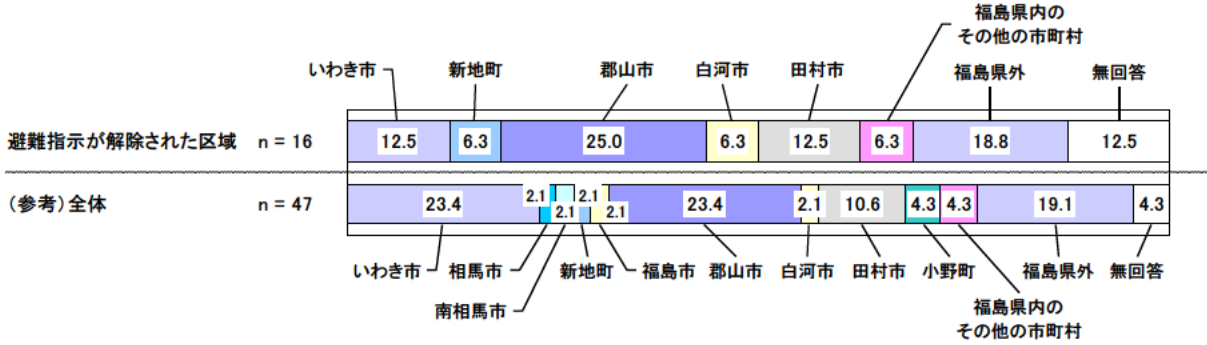 福島県内の
その他の市町村
いわき市 新地町 郡山市 白河市 田村市 福島県外 無回答
避難指示が解除された区域 n = 16 12.5 6.3 25.0 6.3 12.5 6.3 18.8 12.5
(参考)全体 n = 47 23.4 2.1 2.1 2.1 2.1 23.4 2.1 10.6 4.3 4.3 19.1 4.3
いわき市 相馬市 新地町 福島市 郡山市 白河市 田村市 小野町 福島県外 無回答
南相馬市 福島県内の
その他の市町村